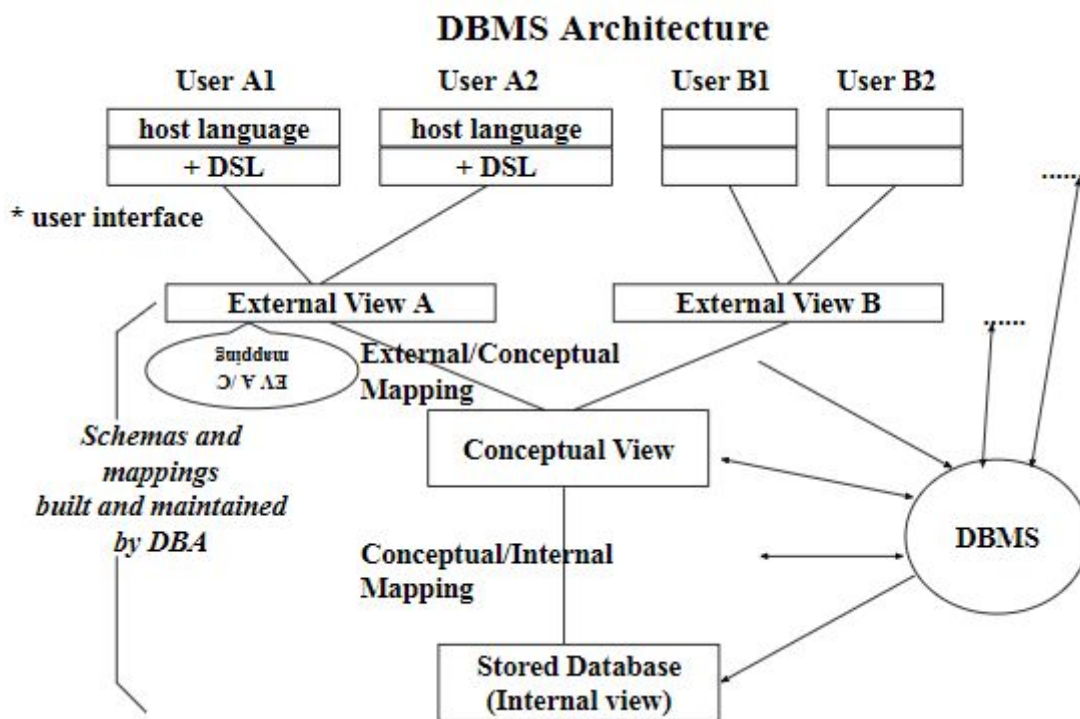 DBMS Architecture
User A1
User A2
User B1
User B2
host language
host language
+ DSL
+ DSL
......
* user interface
External View A
External View B
......
EV A / C
mapping
External/Conceptual
Mapping
Conceptual View
Schemas and
mappings
built and maintained
by DBA
DBMS
Conceptual/Internal
Mapping
Stored Database
(Internal view)